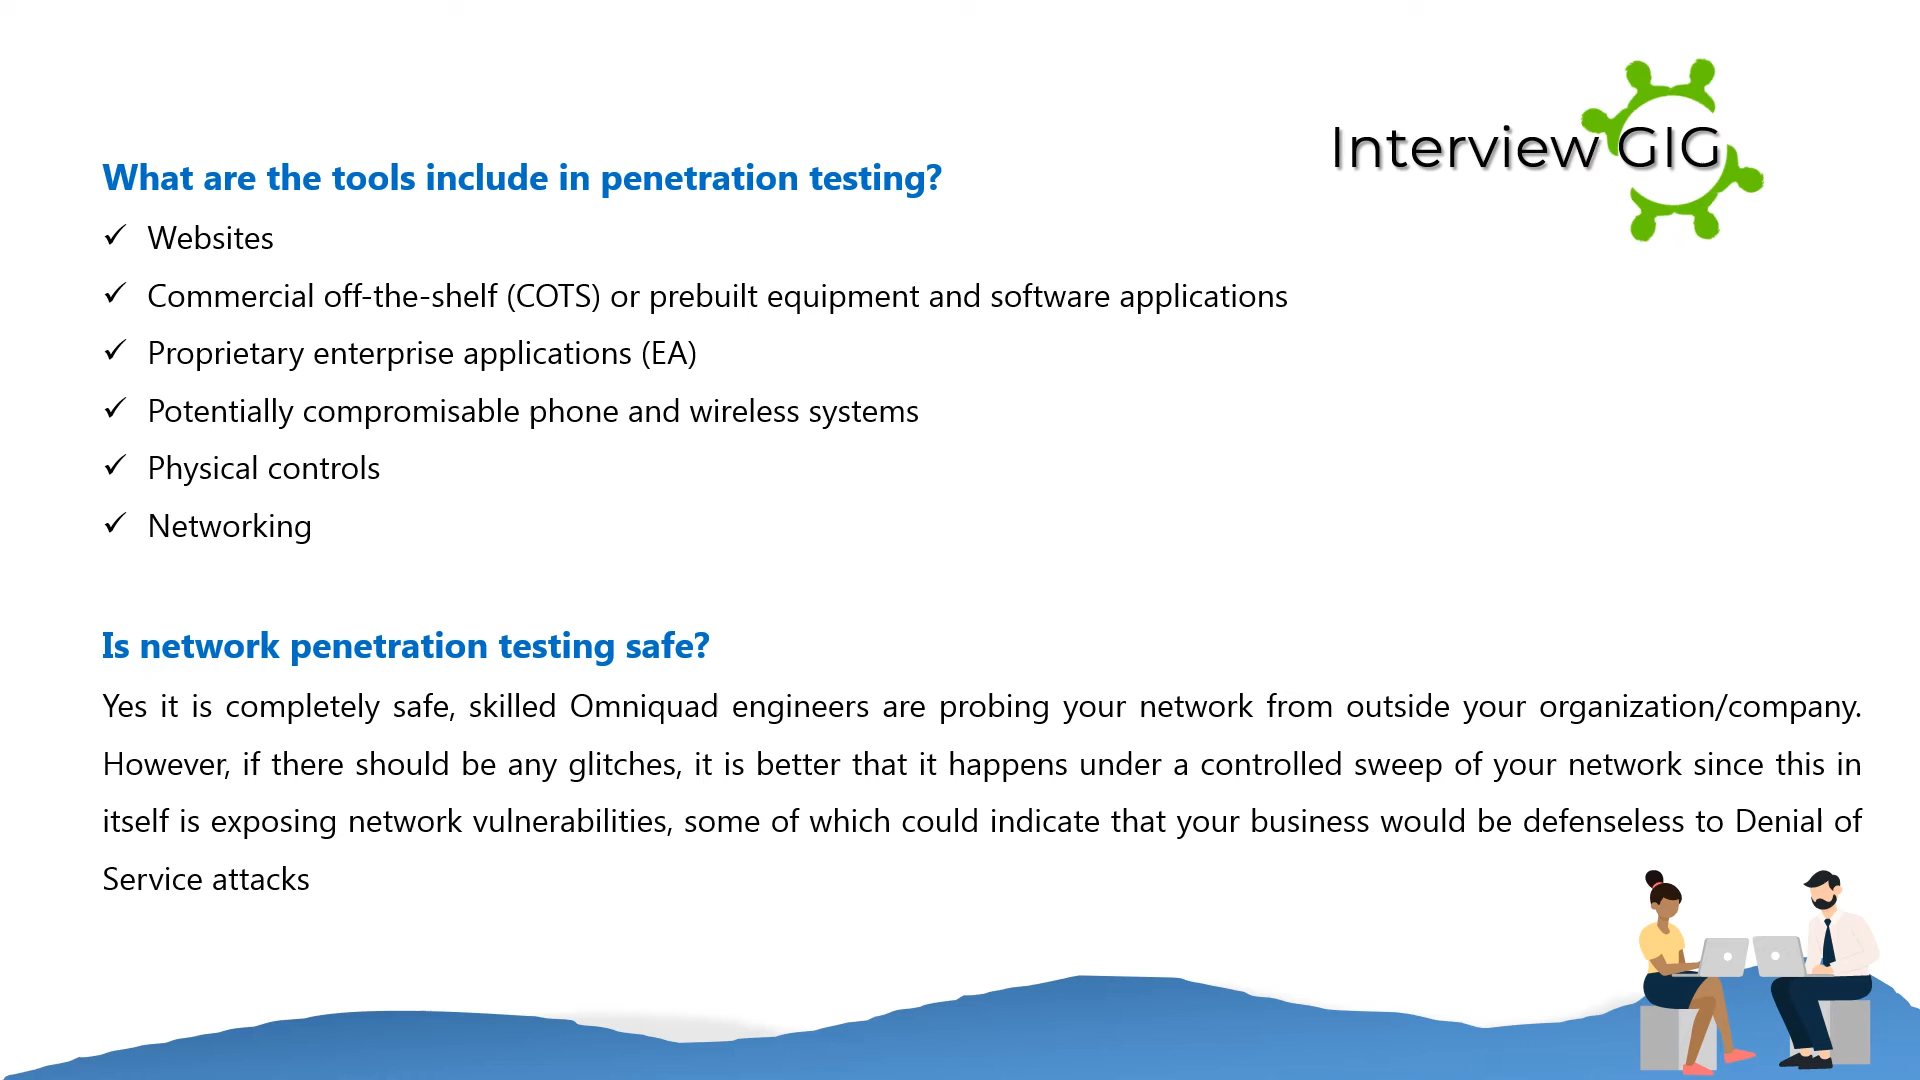 Interview GIG
What are the tools include in penetration testing?
✓ Websites
✓ Commercial off-the-shelf (COTS) or prebuilt equipment and software applications
✓ Proprietary enterprise applications (EA)
✓ Potentially compromisable phone and wireless systems
✓ Physical controls
✓ Networking
Is network penetration testing safe?
Yes it is completely safe, skilled Omniquad engineers are probing your network from outside your organization/company.
However, if there should be any glitches, it is better that it happens under a controlled sweep of your network since this in
itself is exposing network vulnerabilities, some of which could indicate that your business would be defenseless to Denial of
Service attacks